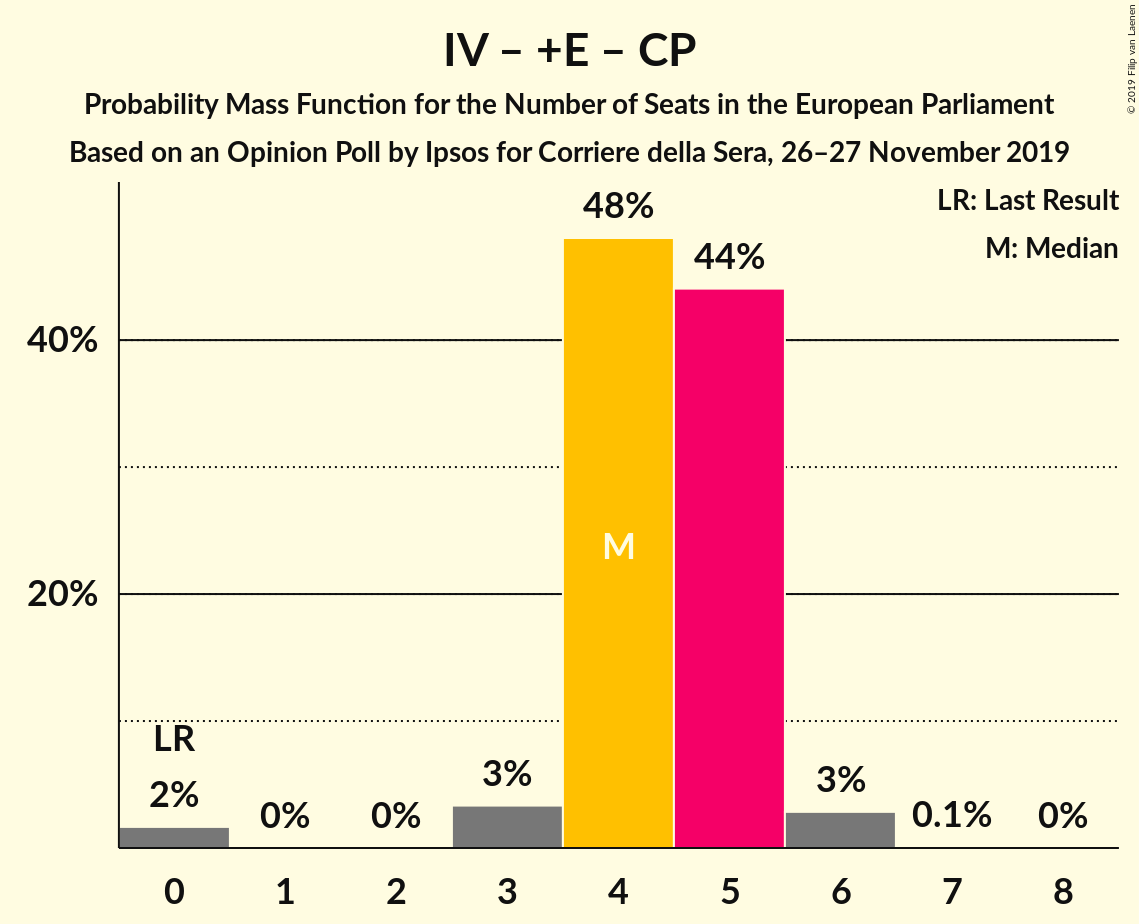 IV – +E – CP
Probability Mass Function for the Number of Seats in the European Parliament
Based on an Opinion Poll by Ipsos for Corriere della Sera, 26–27 November 2019
© 2019 Filip van Laenen
LR: Last Result
M: Median
48%
44%
40%
M
20%
LR
2%
0%
0%
3%
3%
0.1%
0%
0 1 2 3 4 5 6 7 8